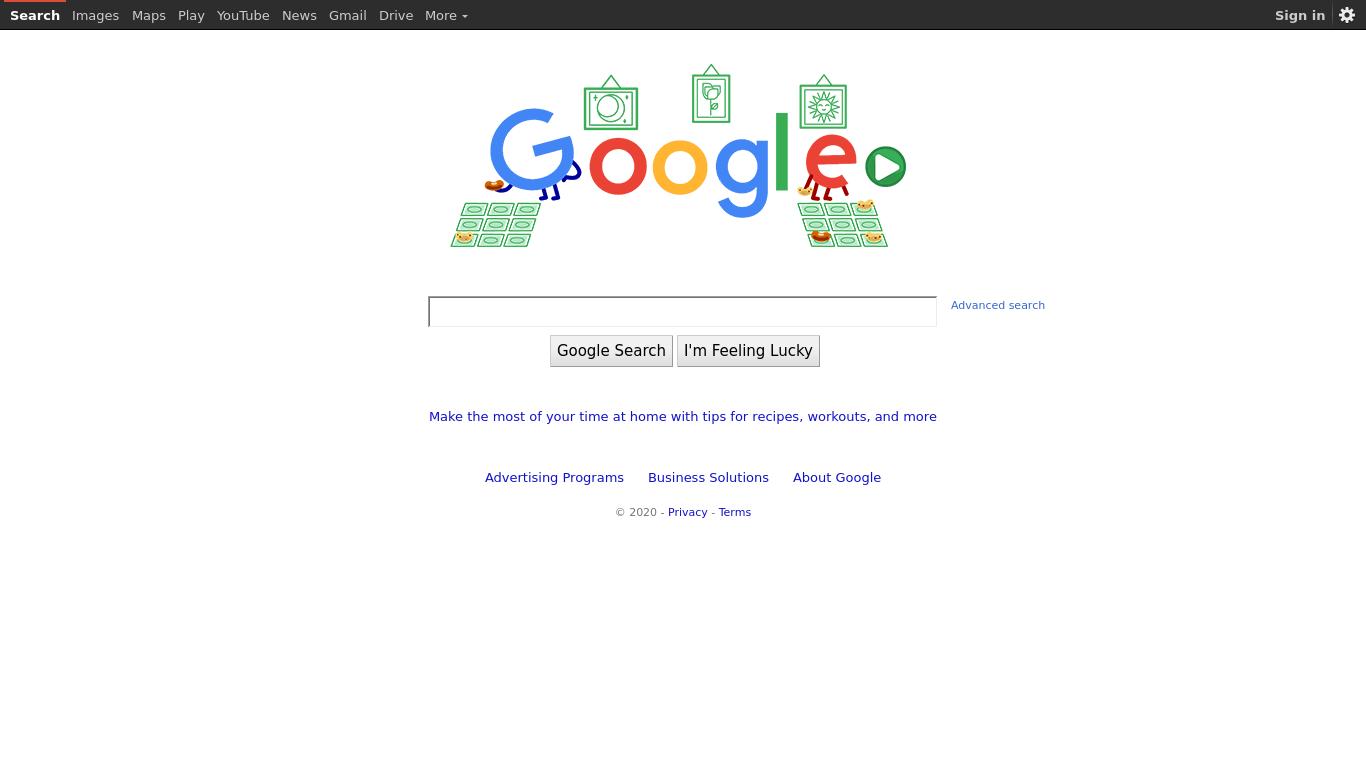 Search Images Maps Play YouTube News Gmail Drive More Sign in
Google
Advanced search
Google Search I'm Feeling Lucky
Make the most of your time at home with tips for recipes, workouts, and more
Advertising Programs Business Solutions About Google
© 2020 - Privacy - Terms